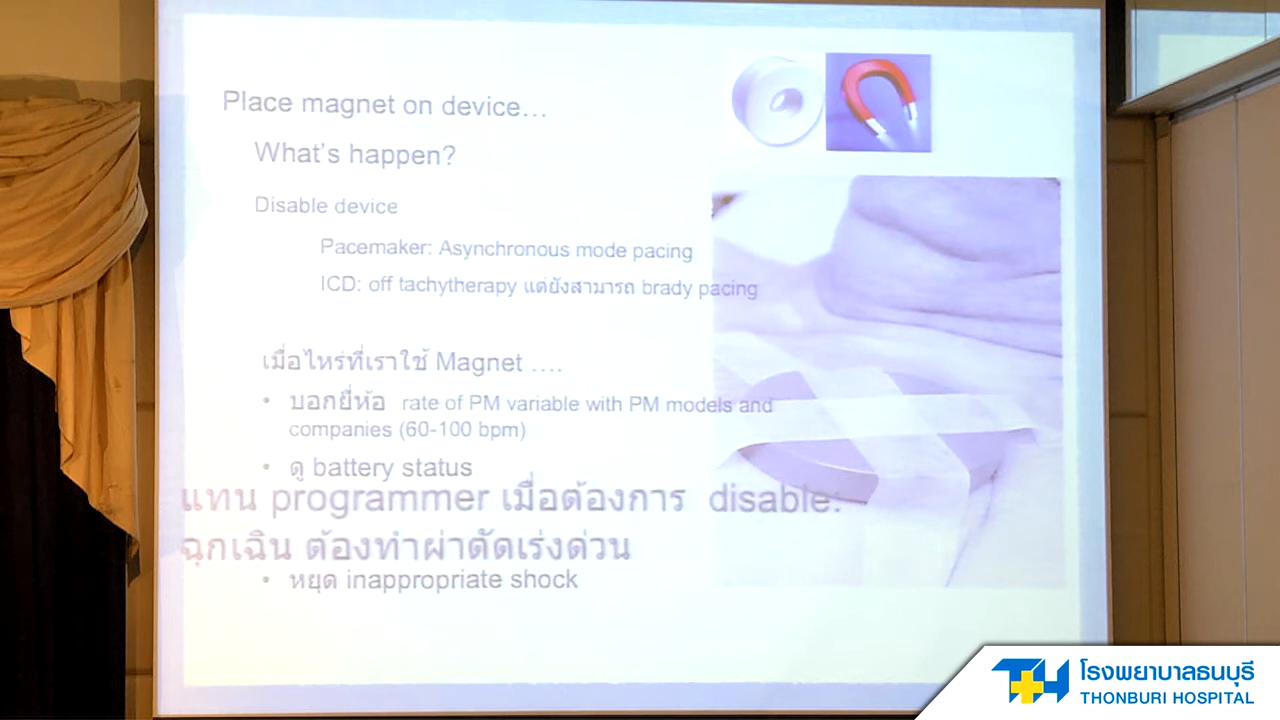 Place magnet on device…
What's happen?
Disable device
Pacemaker: Asynchronous mode pacing
ICD: off tachytherapy แต่ยังสามารถ brady pacing
เมื่อไหร่ที่เราใช้ Magnet ....
• บอกยี่ห้อ rate of PM variable with PM models and
companies (60-100 bpm)
• ดู battery status
แทน programmer เมื่อต้องการ disable:
ฉุกเฉิน ต้องทำผ่าตัดเร่งด่วน
• หยุด inappropriate shock
TH
โรงพยาบาลธนบุรี
THONBURI HOSPITAL